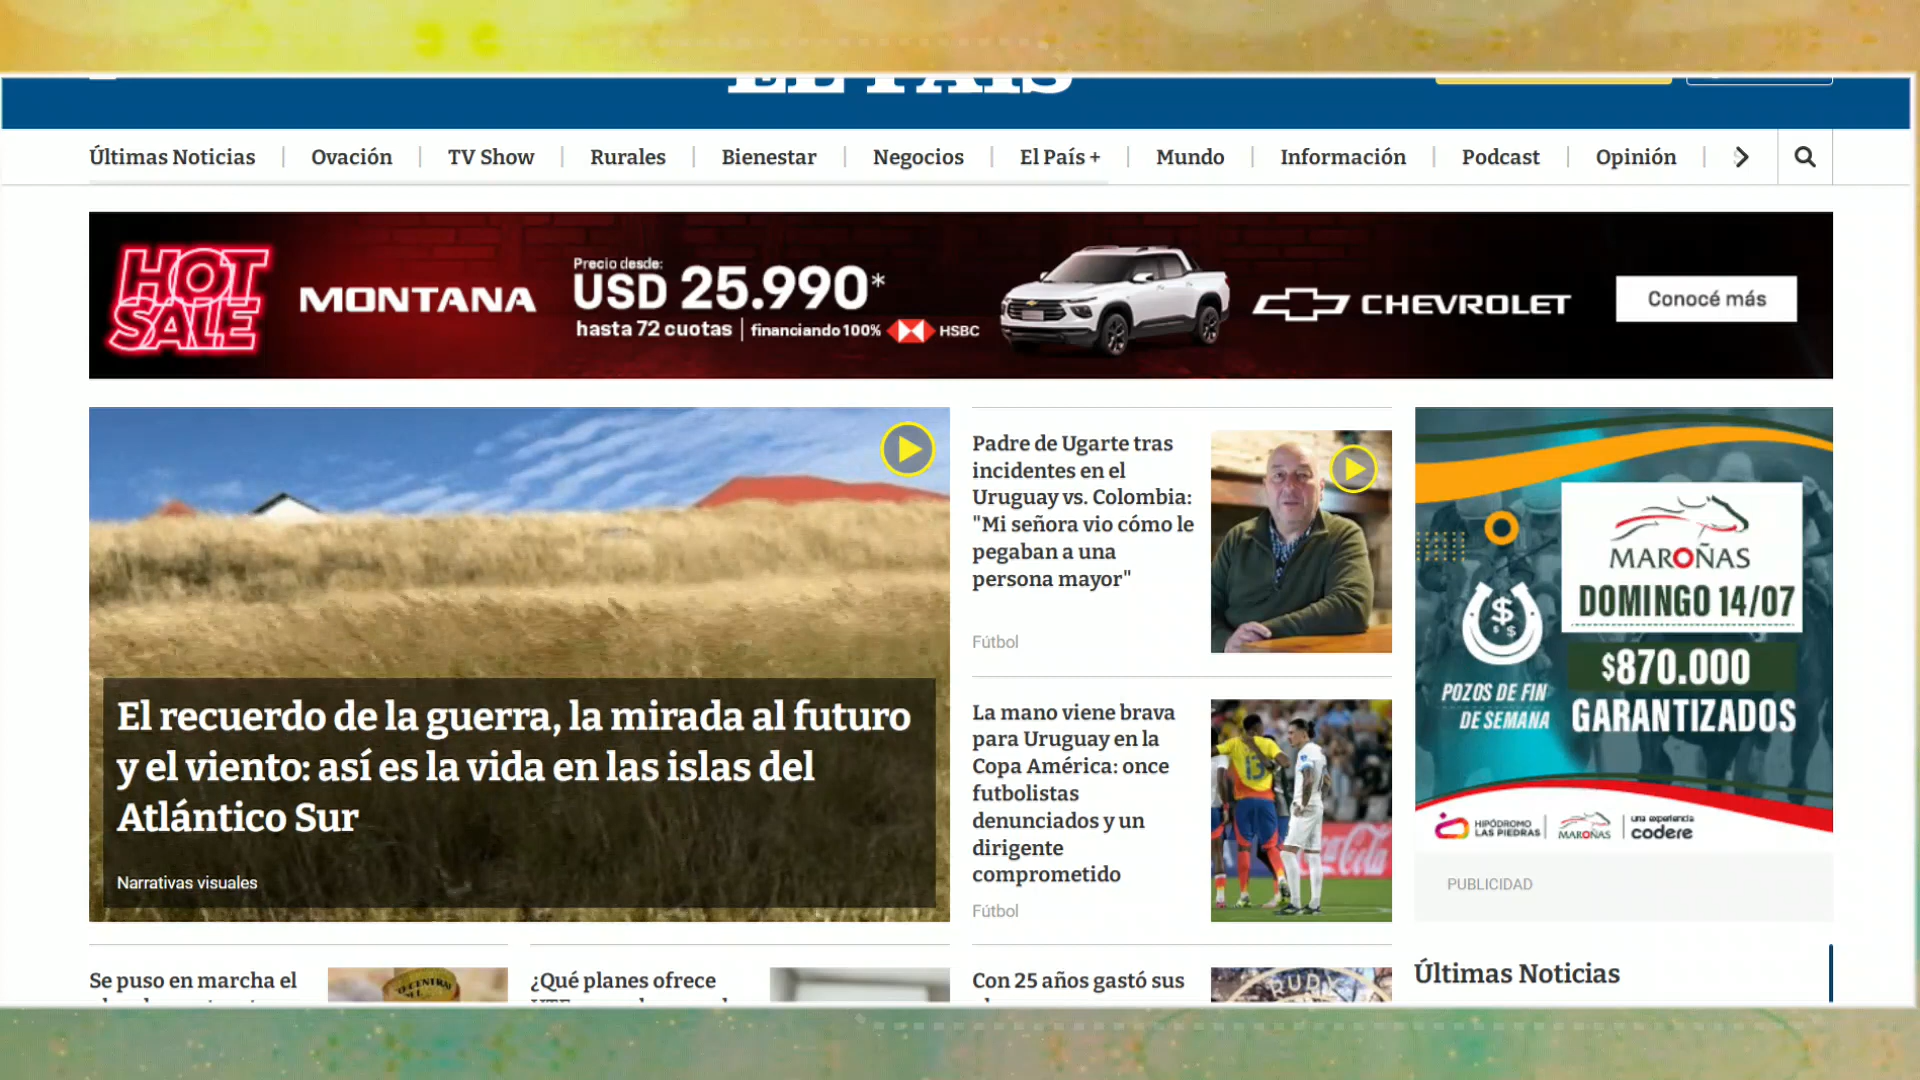 EL PAÍS
Últimas Noticias | Ovación | TV Show | Rurales | Bienestar | Negocios | El País + | Mundo | Información | Podcast | Opinión |
HOT
SALE
MONTANA
Precio desde:
USD 25.990*
hasta 72 cuotas | financiando 100% HSBC
CHEVROLET
Conocé más
El recuerdo de la guerra, la mirada al futuro
y el viento: así es la vida en las islas del
Atlántico Sur
Narrativas visuales
Padre de Ugarte tras
incidentes en el
Uruguay vs. Colombia:
"Mi señora vio cómo le
pegaban a una
persona mayor"
Fútbol
La mano viene brava
para Uruguay en la
Copa América: once
futbolistas
denunciados y un
dirigente
comprometido
Fútbol
13
Coca-Cola
MAROÑAS
DOMINGO 14/07
$870.000
GARANTIZADOS
POZOS DE FIN
DE SEMANA
HIPÓDROMO
LAS PIEDRAS
MAROÑAS
una experiencia
codere
PUBLICIDAD
Se puso en marcha el
¿Qué planes ofrece
Con 25 años gastó sus
RUDY
Últimas Noticias